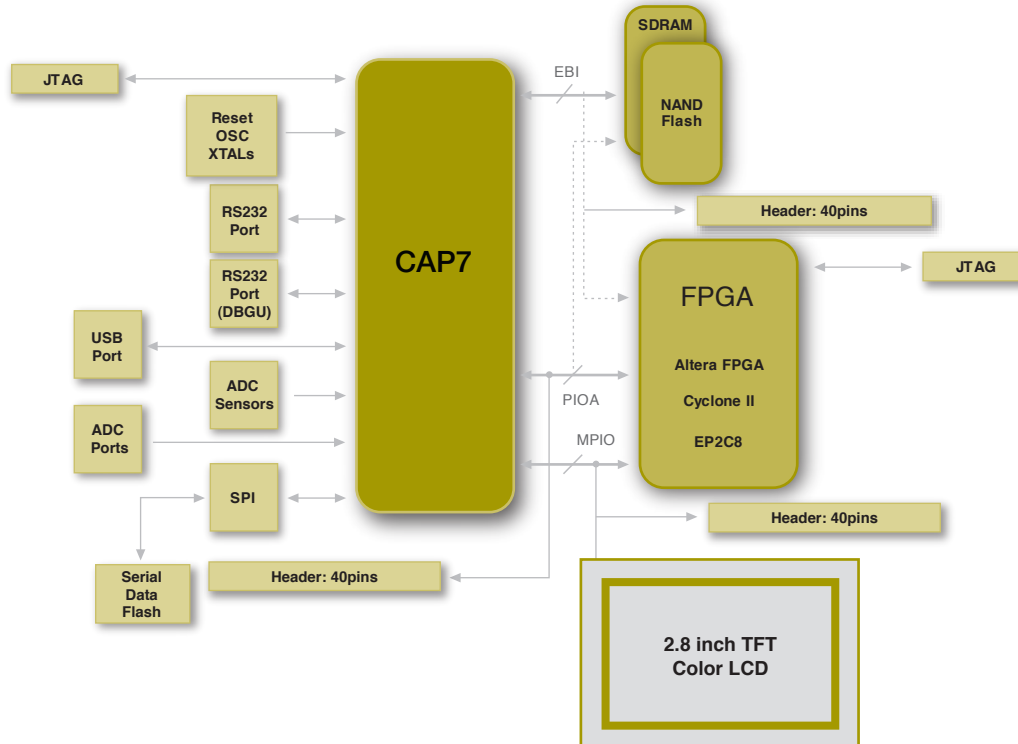 SDRAM
JTAG
EBI
NAND
Flash
Reset
OSC
XTALs
RS232
Port
Header: 40pins
CAP7
RS232
Port
(DBGU)
JTAG
FPGA
USB
Port
Altera FPGA
ADC
Sensors
PIOA
Cyclone II
ADC
Ports
MPIO
EP2C8
SPI
Header: 40pins
Serial
Data
Flash
Header: 40pins
2.8 inch TFT
Color LCD